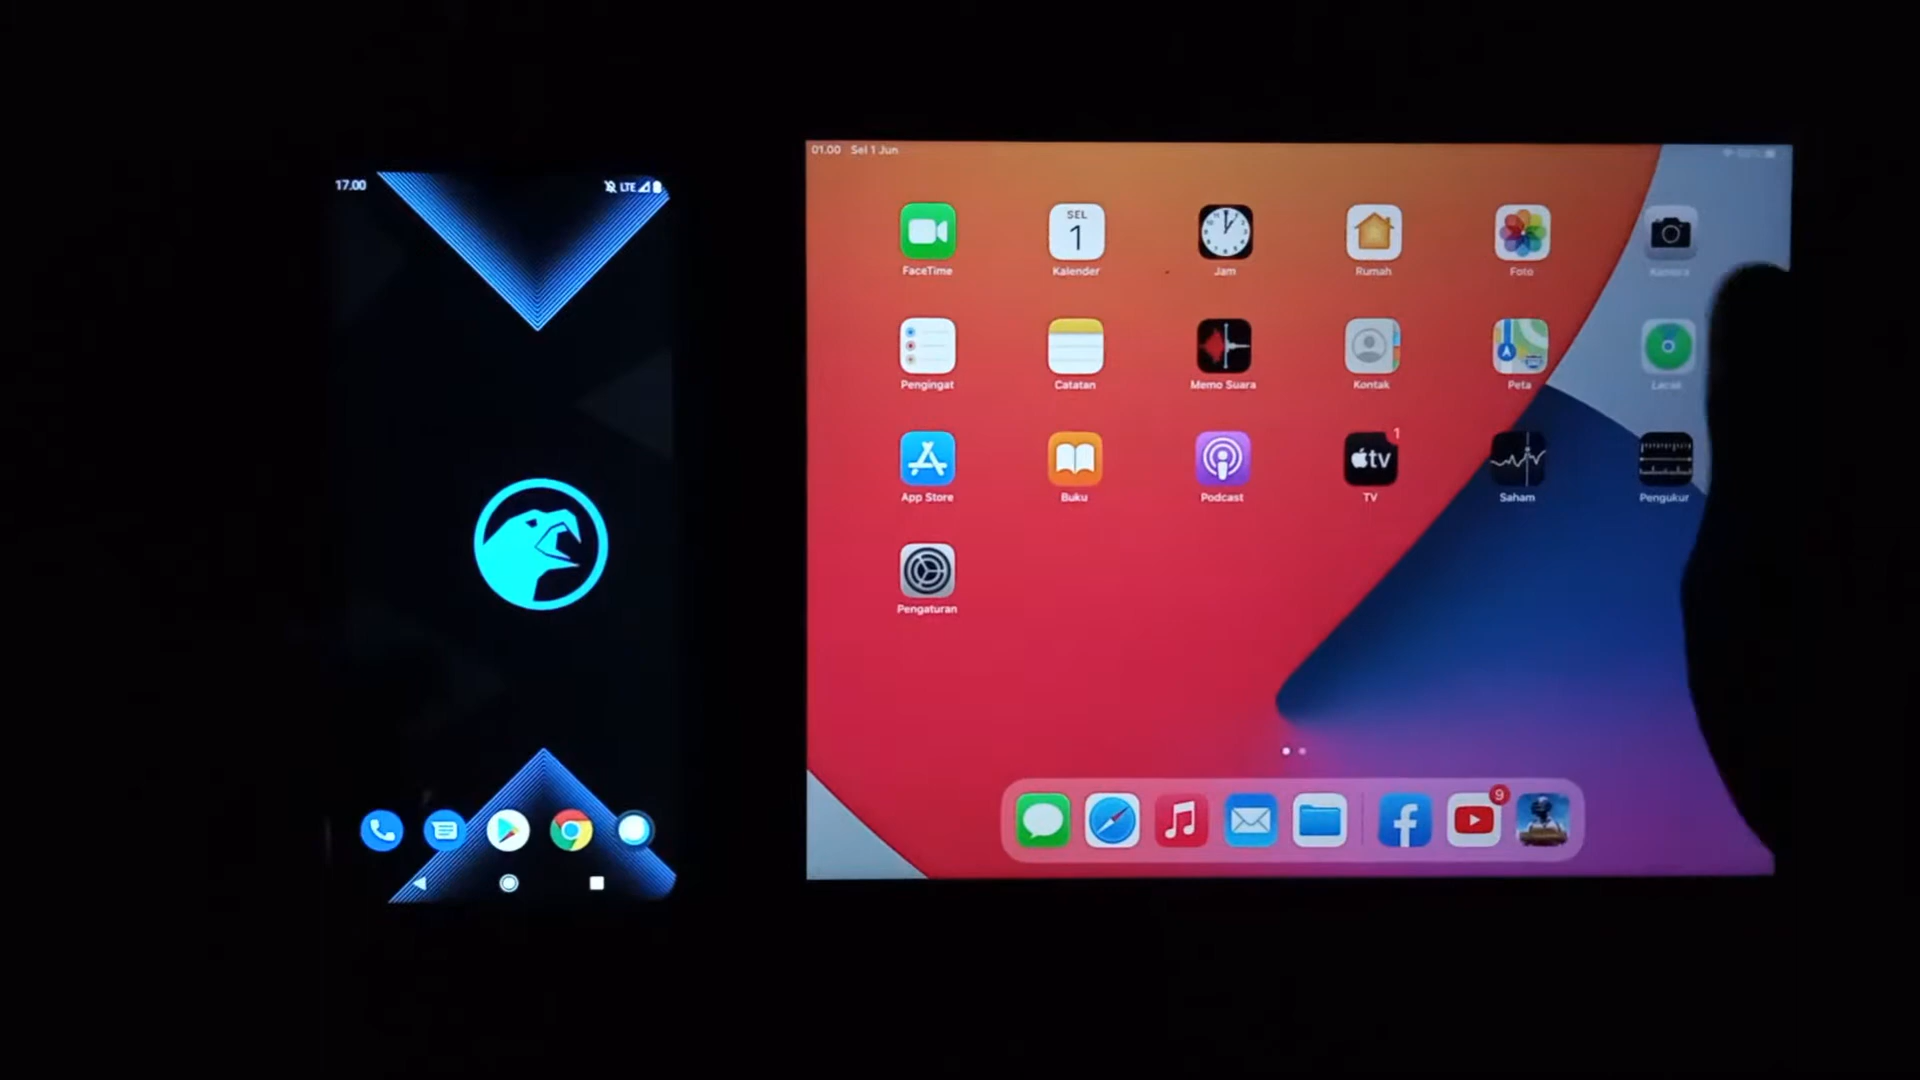 17.00
LTE
01.00 Sel 1 Jun
FaceTime
SEL
1
Kalender
Jam
Rumah
Foto
Kamera
Pengingat
Catatan
Memo Suara
Kontak
Peta
Lacak
App Store
Buku
Podcast
1
tv
TV
Saham
Pengukur
Pengaturan
9